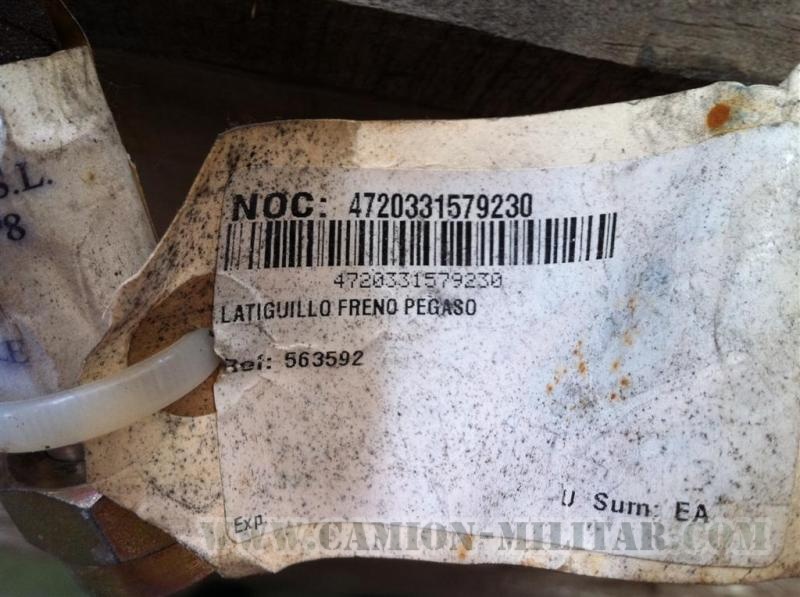 S.L.
NOC: 4720331579230
4720331579230
LATIGUILLO FRENO PEGASO
Ref: 563592
U Sum: EA
Exp.
WWW.CAMION-MILITAR.COM